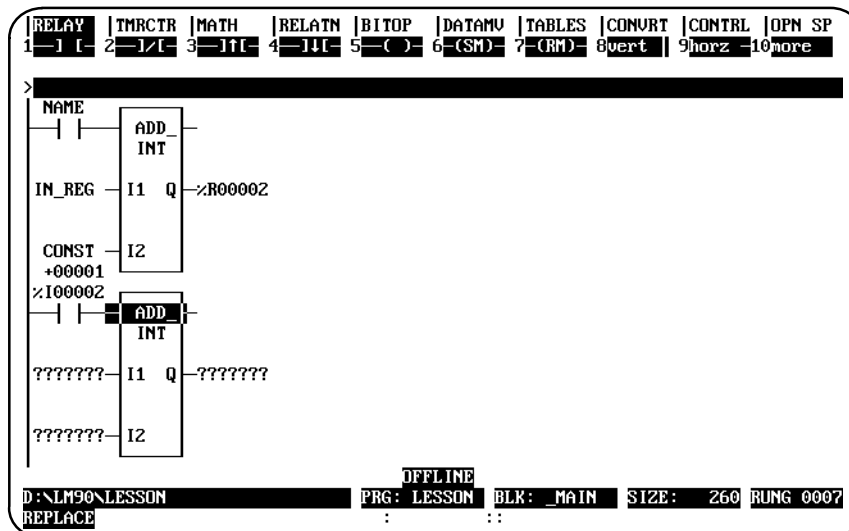 RELAY |TMRCTR |MATH |RELATN |BITOP |DATAMV |TABLES |CONVRT |CONTRL |OPN SP
1——] [— 2——]/[— 3——]↑[— 4——]↓[— 5——( )— 6—(SM)— 7—(RM)— 8vert | 9horz —10more
>
NAME
ADD_
INT
IN_REG I1 Q %R00002
CONST I2
+00001
%I00002
ADD_
INT
??????? I1 Q ???????
??????? I2
OFFLINE
D:\LM90\LESSON PRG: LESSON BLK: _MAIN SIZE: 260 RUNG 0007
REPLACE : ::